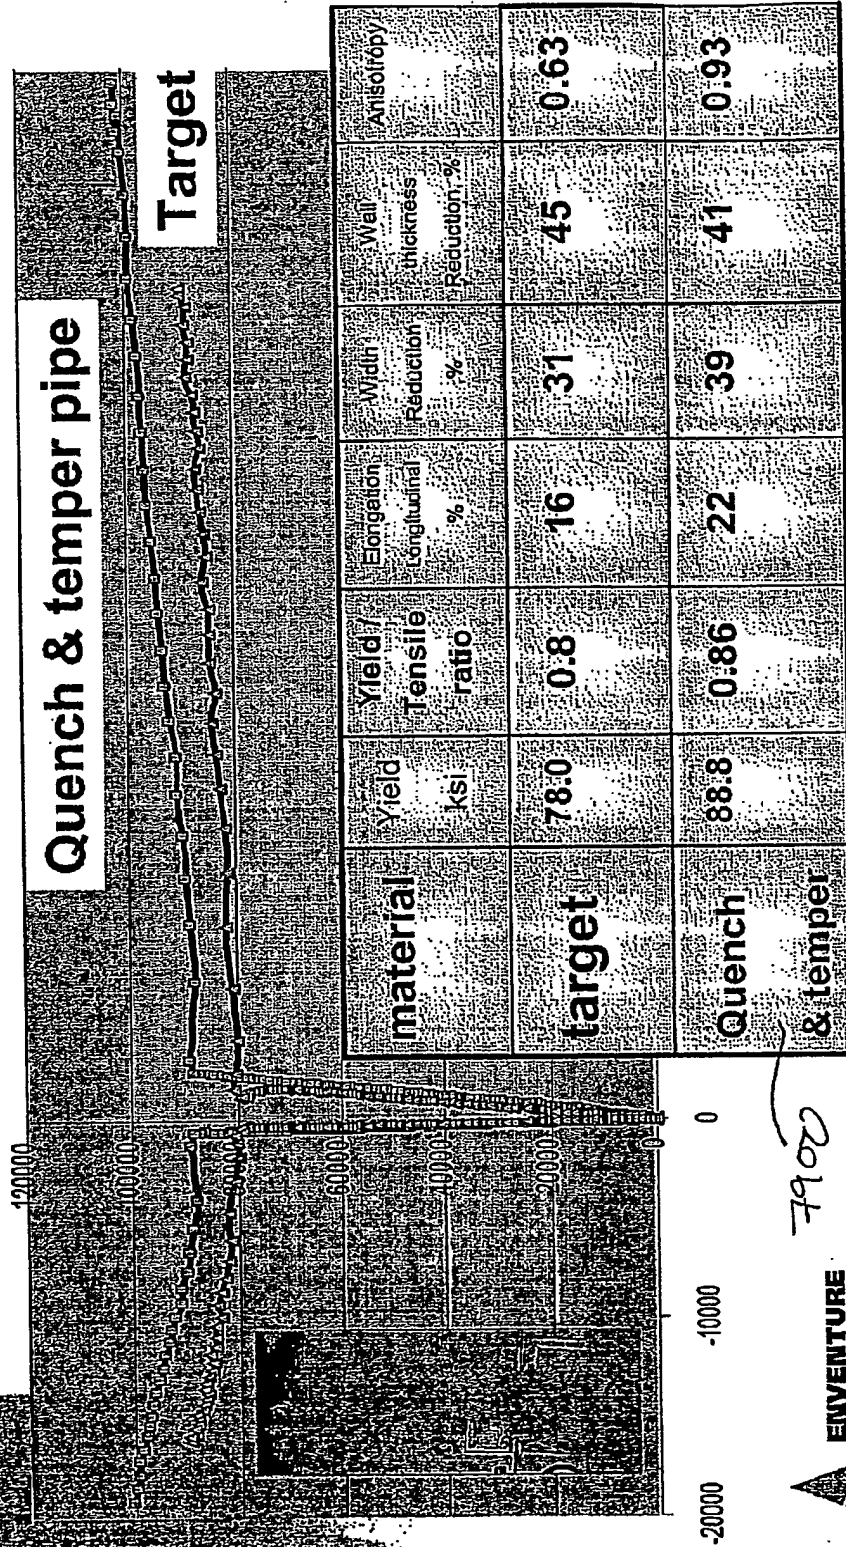 Quench & temper pipe
Target
120000
100000
60000
40000
20000
0
-20000
-10000
0
material
Yield
ksi
Yield /
Tensile
ratio
Elongation
Longitudinal
%
Width
Reduction
%
Wall
thickness
Reduction %
Anisotropy
target
78.0
0.8
16
31
45
0.63
Quench
& temper
88.8
0.86
22
39
41
0.93
7900
ENVENTURE